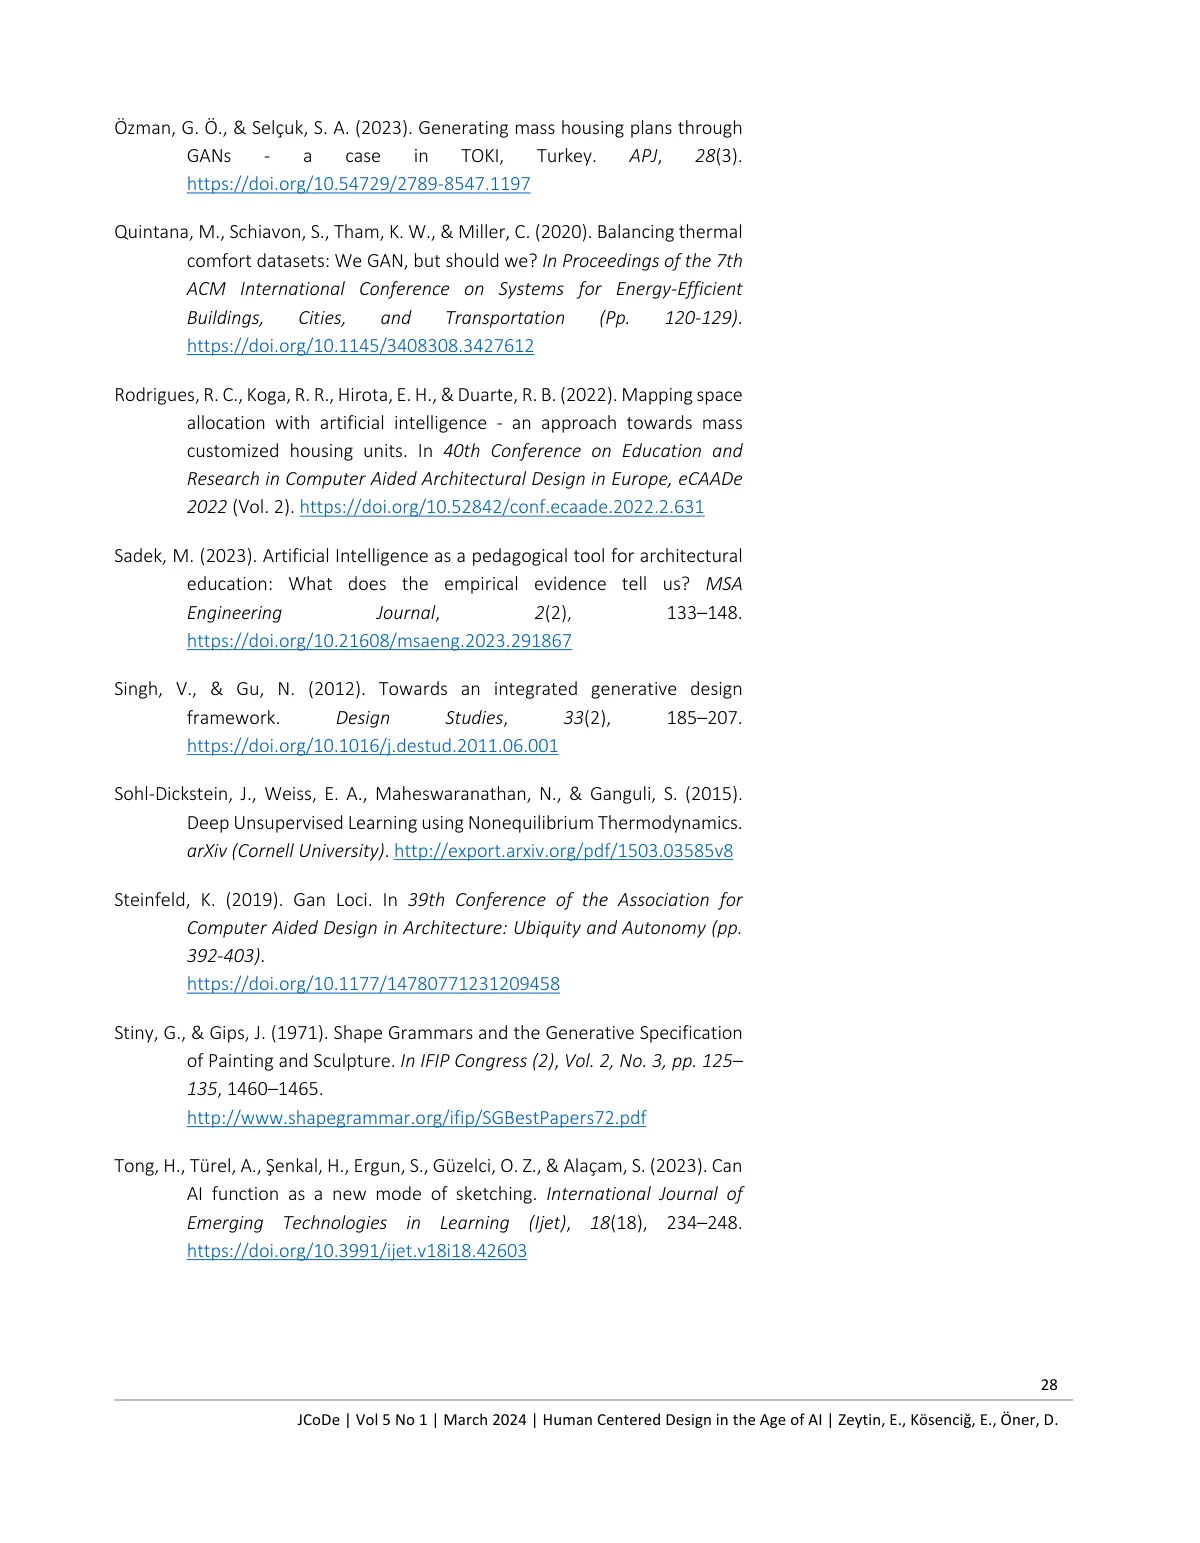 Özman, G. Ö., & Selçuk, S. A. (2023). Generating mass housing plans through
GANs - a case in TOKI, Turkey. APJ, 28(3).
https://doi.org/10.54729/2789-8547.1197
Quintana, M., Schiavon, S., Tham, K. W., & Miller, C. (2020). Balancing thermal
comfort datasets: We GAN, but should we? In Proceedings of the 7th
ACM International Conference on Systems for Energy-Efficient
Buildings, Cities, and Transportation (Pp. 120-129).
https://doi.org/10.1145/3408308.3427612
Rodrigues, R. C., Koga, R. R., Hirota, E. H., & Duarte, R. B. (2022). Mapping space
allocation with artificial intelligence - an approach towards mass
customized housing units. In 40th Conference on Education and
Research in Computer Aided Architectural Design in Europe, eCAADe
2022 (Vol. 2). https://doi.org/10.52842/conf.ecaade.2022.2.631
Sadek, M. (2023). Artificial Intelligence as a pedagogical tool for architectural
education: What does the empirical evidence tell us? MSA
Engineering Journal, 2(2), 133–148.
https://doi.org/10.21608/msaeng.2023.291867
Singh, V., & Gu, N. (2012). Towards an integrated generative design
framework. Design Studies, 33(2), 185–207.
https://doi.org/10.1016/j.destud.2011.06.001
Sohl-Dickstein, J., Weiss, E. A., Maheswaranathan, N., & Ganguli, S. (2015).
Deep Unsupervised Learning using Nonequilibrium Thermodynamics.
arXiv (Cornell University). http://export.arxiv.org/pdf/1503.03585v8
Steinfeld, K. (2019). Gan Loci. In 39th Conference of the Association for
Computer Aided Design in Architecture: Ubiquity and Autonomy (pp.
392-403).
https://doi.org/10.1177/14780771231209458
Stiny, G., & Gips, J. (1971). Shape Grammars and the Generative Specification
of Painting and Sculpture. In IFIP Congress (2), Vol. 2, No. 3, pp. 125–
135, 1460–1465.
http://www.shapegrammar.org/ifip/SGBestPapers72.pdf
Tong, H., Türel, A., Şenkal, H., Ergun, S., Güzelci, O. Z., & Alaçam, S. (2023). Can
AI function as a new mode of sketching. International Journal of
Emerging Technologies in Learning (Ijet), 18(18), 234–248.
https://doi.org/10.3991/ijet.v18i18.42603
28
JCoDe | Vol 5 No 1 | March 2024 | Human Centered Design in the Age of AI | Zeytin, E., Kösenciğ, E., Öner, D.